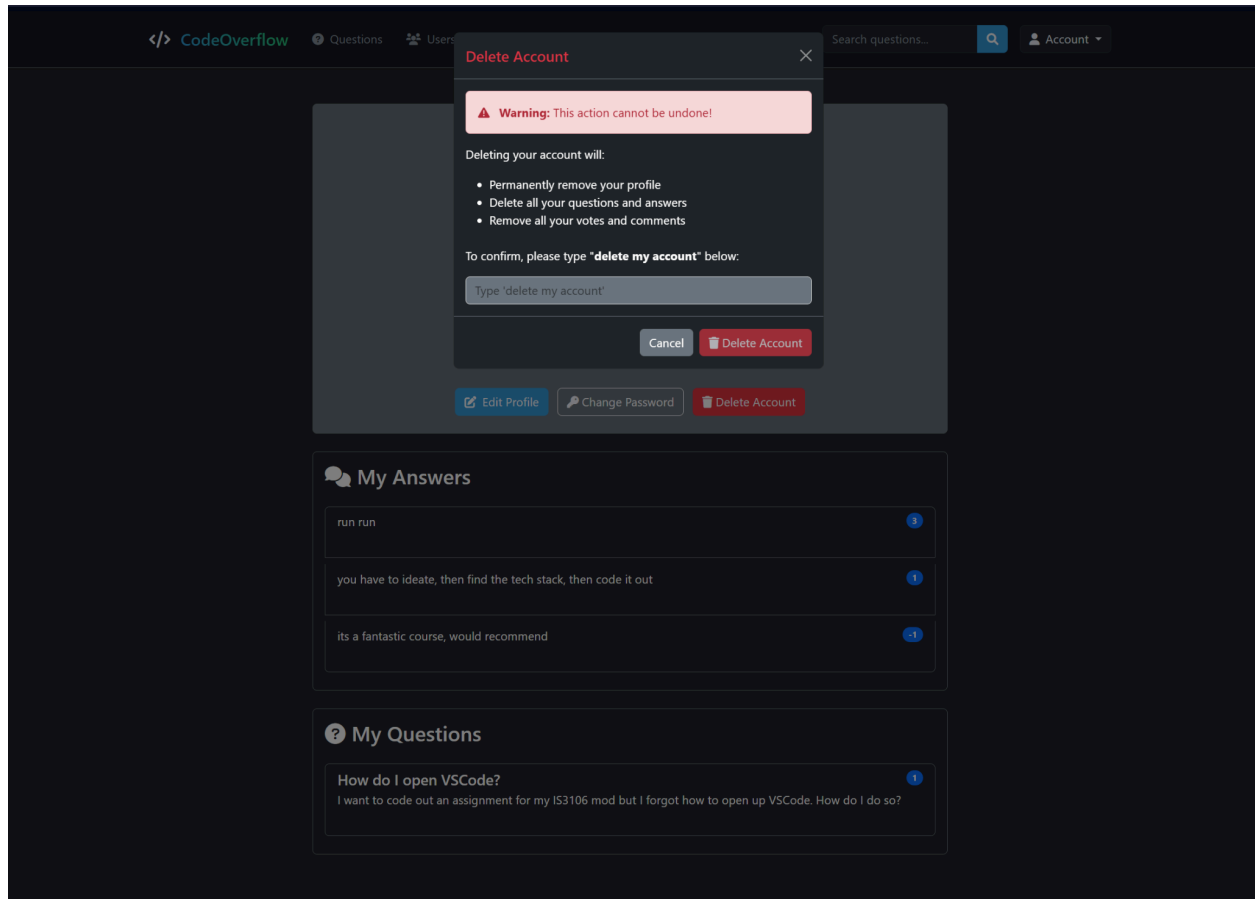 </> CodeOverflow Questions Users Search questions... Account
Delete Account
Warning: This action cannot be undone!
Deleting your account will:
• Permanently remove your profile
• Delete all your questions and answers
• Remove all your votes and comments
To confirm, please type "delete my account" below:
Type 'delete my account'
Cancel Delete Account
Edit Profile Change Password Delete Account
My Answers
run run 3
you have to ideate, then find the tech stack, then code it out 1
its a fantastic course, would recommend -1
My Questions
How do I open VSCode? 1
I want to code out an assignment for my IS3106 mod but I forgot how to open up VSCode. How do I do so?